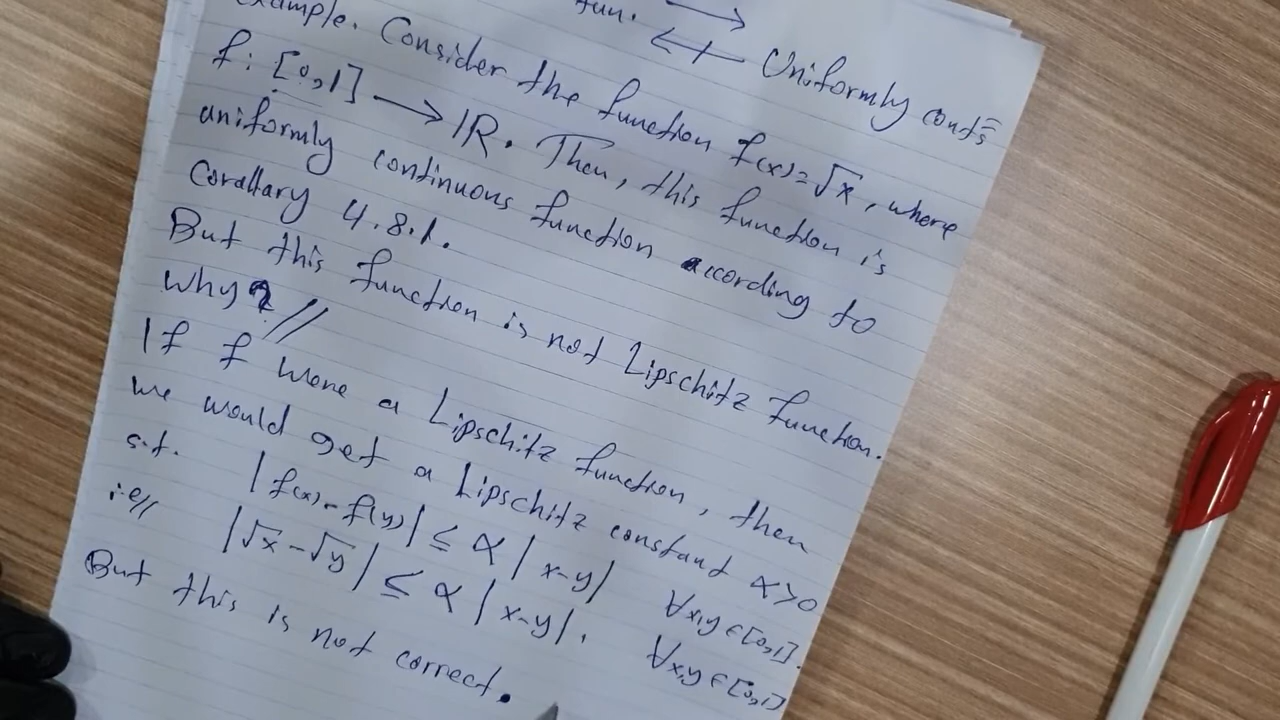 fun. ⟶
↚ Uniformly conts
Example. Consider the function f(x)=√x, where
f: [0,1] ⟶ IR. Then, this function is
uniformly continuous function according to
Corollary 4.8.1.
But this function is not Lipschitz function.
Why? //
If f were a Lipschitz function, then
we would get a Lipschitz constant α>0
s.t. |f(x)-f(y)| ≤ α |x-y| ∀x,y ∈[0,1].
i.e// |√x-√y| ≤ α |x-y|. ∀x,y ∈[0,1]
But this is not correct.